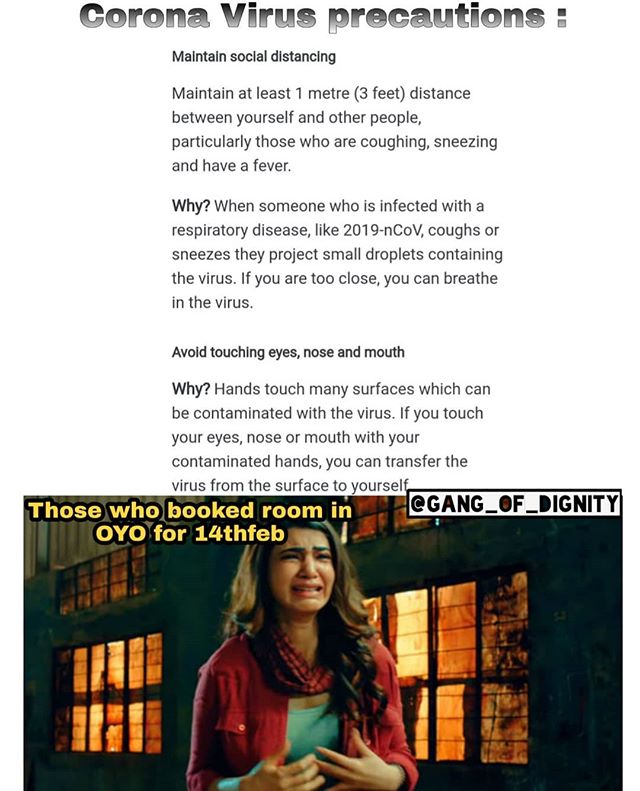 Corona Virus precautions :
Maintain social distancing
Maintain at least 1 metre (3 feet) distance
between yourself and other people,
particularly those who are coughing, sneezing
and have a fever.
Why? When someone who is infected with a
respiratory disease, like 2019-nCoV, coughs or
sneezes they project small droplets containing
the virus. If you are too close, you can breathe
in the virus.
Avoid touching eyes, nose and mouth
Why? Hands touch many surfaces which can
be contaminated with the virus. If you touch
your eyes, nose or mouth with your
contaminated hands, you can transfer the
virus from the surface to yourself
@GANG_OF_DIGNITY
Those who booked room in
OYO for 14thfeb